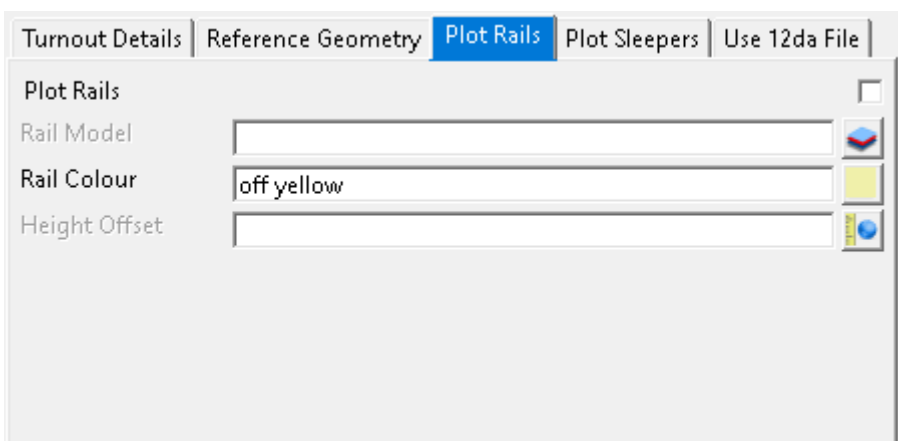 Turnout Details Reference Geometry Plot Rails Plot Sleepers Use 12da File
Plot Rails
Rail Model
Rail Colour off yellow
Height Offset